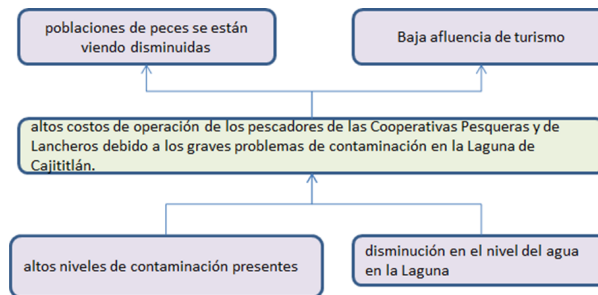 poblaciones de peces se están
viendo disminuidas
Baja afluencia de turismo
altos costos de operación de los pescadores de las Cooperativas Pesqueras y de
Lancheros debido a los graves problemas de contaminación en la Laguna de
Cajititlán.
altos niveles de contaminación presentes
disminución en el nivel del agua
en la Laguna